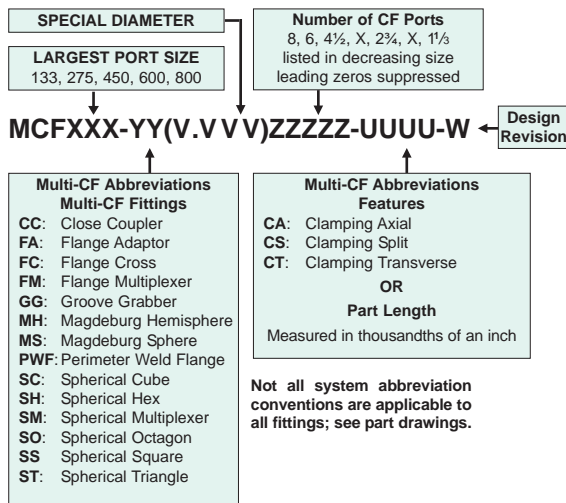 SPECIAL DIAMETER
LARGEST PORT SIZE
133, 275, 450, 600, 800
Number of CF Ports
8, 6, 4½, X, 2¾, X, 1⅓
listed in decreasing size
leading zeros suppressed
MCFXXX-YY(V.VVV)ZZZZZ-UUUU-W
Design
Revision
Multi-CF Abbreviations
Multi-CF Fittings
CC: Close Coupler
FA: Flange Adaptor
FC: Flange Cross
FM: Flange Multiplexer
GG: Groove Grabber
MH: Magdeburg Hemisphere
MS: Magdeburg Sphere
PWF: Perimeter Weld Flange
SC: Spherical Cube
SH: Spherical Hex
SM: Spherical Multiplexer
SO: Spherical Octagon
SS Spherical Square
ST: Spherical Triangle
Multi-CF Abbreviations
Features
CA: Clamping Axial
CS: Clamping Split
CT: Clamping Transverse
OR
Part Length
Measured in thousandths of an inch
Not all system abbreviation
conventions are applicable to
all fittings; see part drawings.